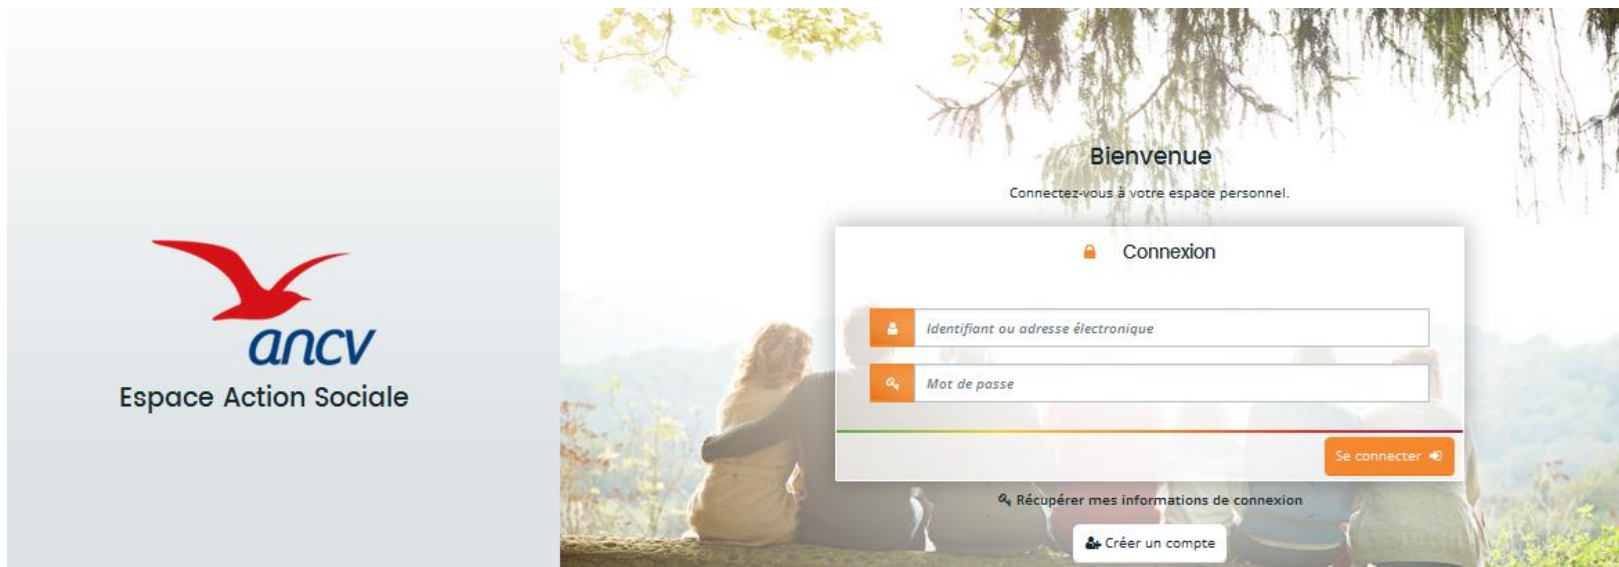 ancv
Espace Action Sociale
Bienvenue
Connectez-vous à votre espace personnel.
Connexion
Identifiant ou adresse électronique
Mot de passe
Se connecter
Récupérer mes informations de connexion
Créer un compte